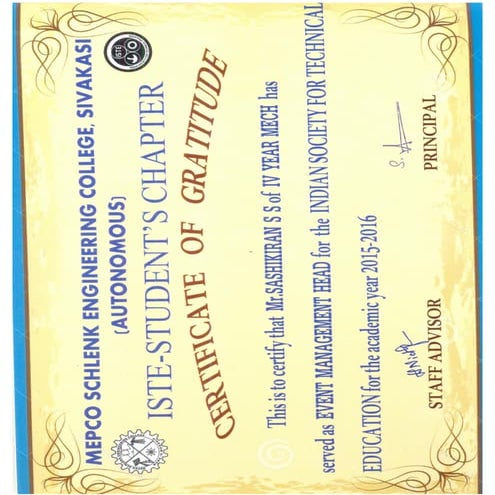 MEPCO SCHLENK ENGINEERING COLLEGE, SIVAKASI
(AUTONOMOUS)
ISTE
ISTE-STUDENT'S CHAPTER
CERTIFICATE OF GRATITUDE
This is to certify that Mr.SASHIKIRAN S S of IV YEAR MECH has
served as EVENT MANAGEMENT HEAD for the INDIAN SOCIETY FOR TECHNICAL
EDUCATION for the academic year 2015-2016
STAFF ADVISOR PRINCIPAL